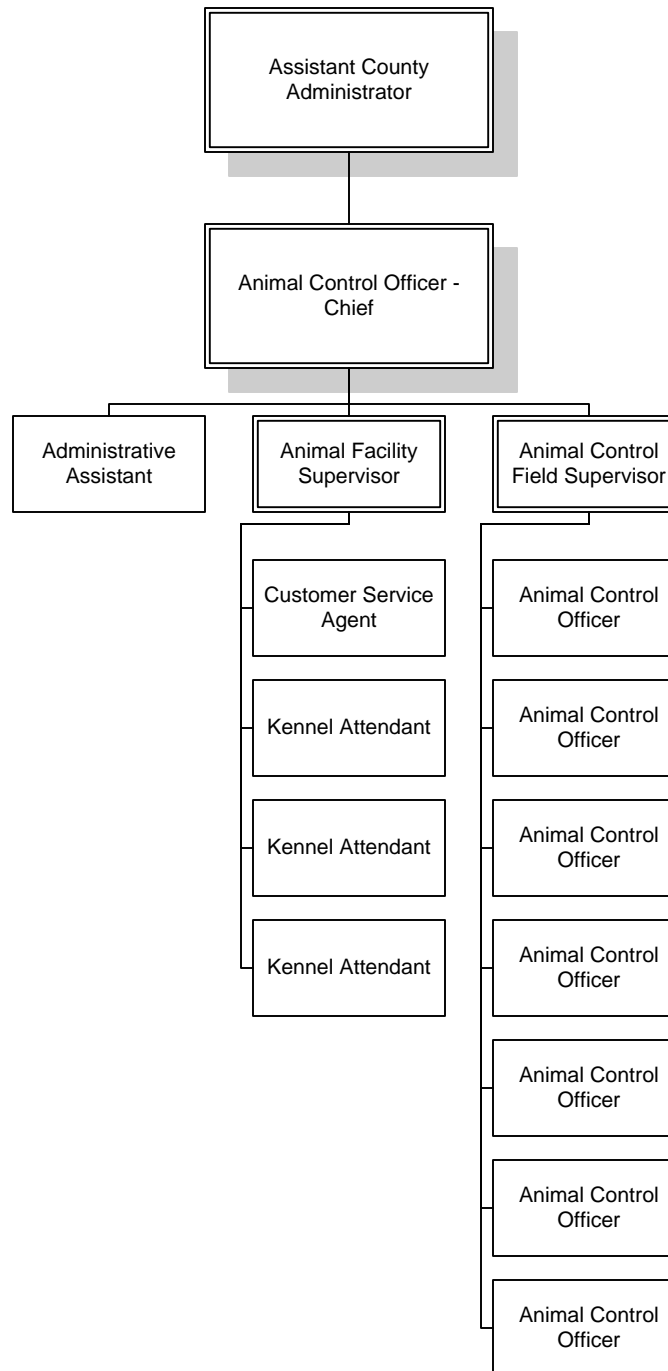 Assistant County
Administrator
Animal Control Officer -
Chief
Administrative
Assistant
Animal Facility
Supervisor
Animal Control
Field Supervisor
Customer Service
Agent
Kennel Attendant
Kennel Attendant
Kennel Attendant
Animal Control
Officer
Animal Control
Officer
Animal Control
Officer
Animal Control
Officer
Animal Control
Officer
Animal Control
Officer
Animal Control
Officer